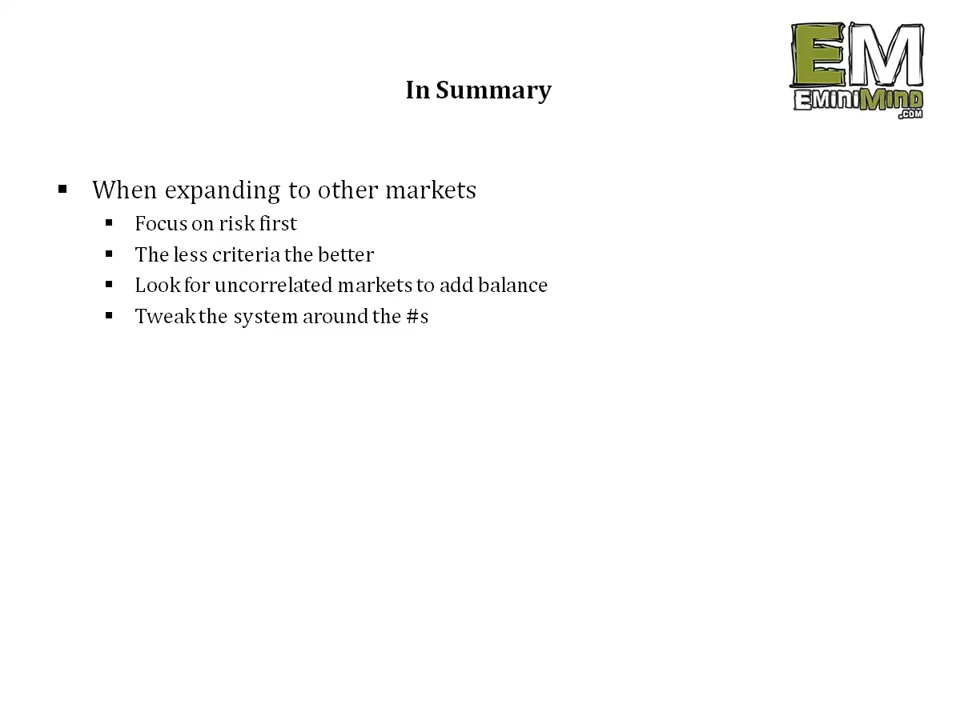 EM
EMiniMind
.COM
In Summary
▪ When expanding to other markets
▪ Focus on risk first
▪ The less criteria the better
▪ Look for uncorrelated markets to add balance
▪ Tweak the system around the #s